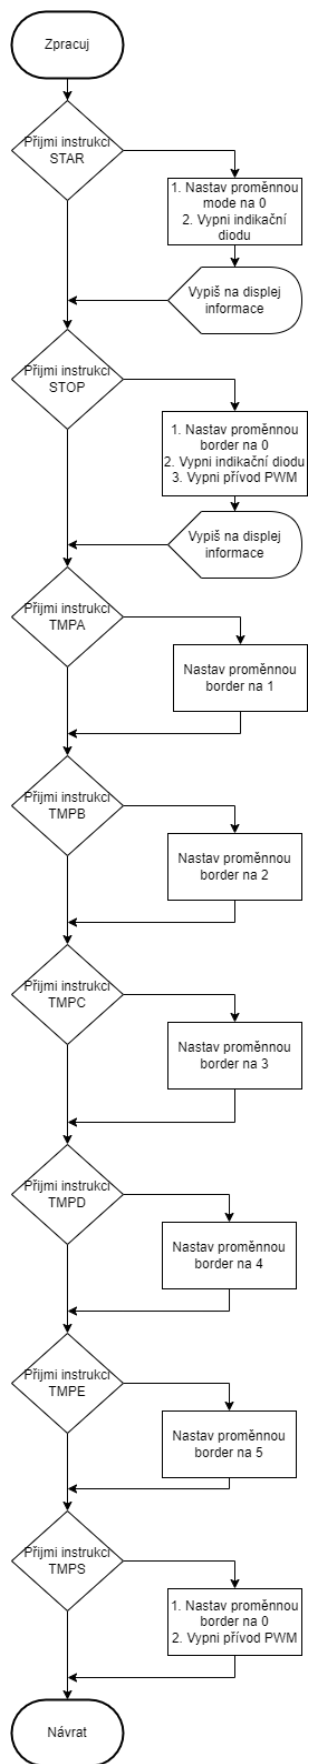 Zpracuj
Přijmi instrukci
STAR
1. Nastav proměnnou
mode na 0
2. Vypni indikační
diodu
Vypiš na displej
informace
Přijmi instrukci
STOP
1. Nastav proměnnou
border na 0
2. Vypni indikační diodu
3. Vypni přívod PWM
Vypiš na displej
informace
Přijmi instrukci
TMPA
Nastav proměnnou
border na 1
Přijmi instrukci
TMPB
Nastav proměnnou
border na 2
Přijmi instrukci
TMPC
Nastav proměnnou
border na 3
Přijmi instrukci
TMPD
Nastav proměnnou
border na 4
Přijmi instrukci
TMPE
Nastav proměnnou
border na 5
Přijmi instrukci
TMPS
1. Nastav proměnnou
border na 0
2. Vypni přívod PWM
Návrat